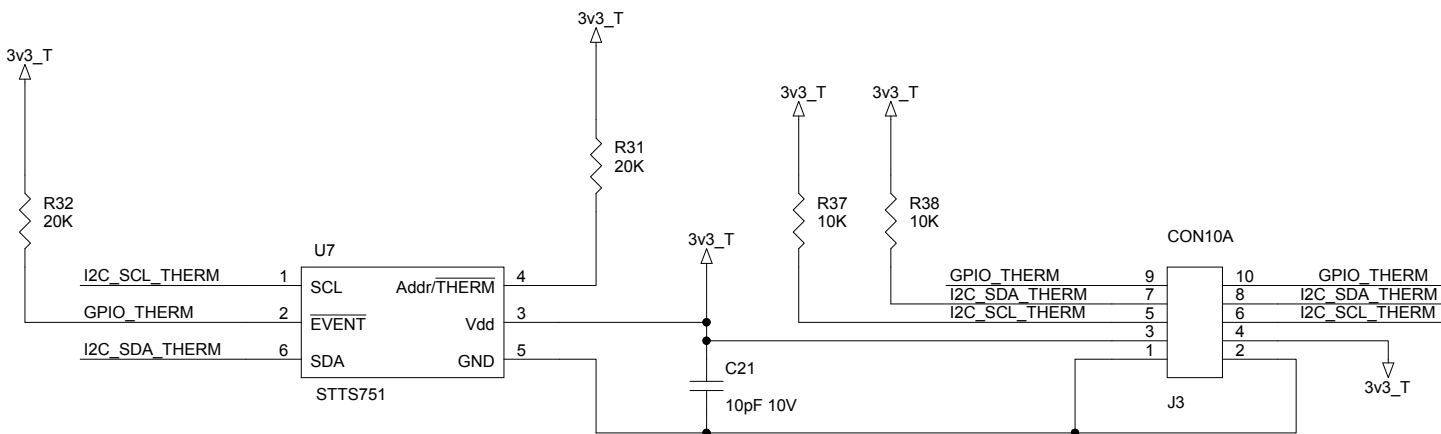 3v3_T
3v3_T
3v3_T
3v3_T
R31
20K
R32
20K
R37
10K
R38
10K
3v3_T
CON10A
U7
I2C_SCL_THERM 1 SCL Addr/THERM 4
GPIO_THERM 2 EVENT Vdd 3
I2C_SDA_THERM 6 SDA GND 5
STTS751
GPIO_THERM 9 10 GPIO_THERM
I2C_SDA_THERM 7 8 I2C_SDA_THERM
I2C_SCL_THERM 5 6 I2C_SCL_THERM
3 4
1 2
C21
10pF 10V
3v3_T
J3